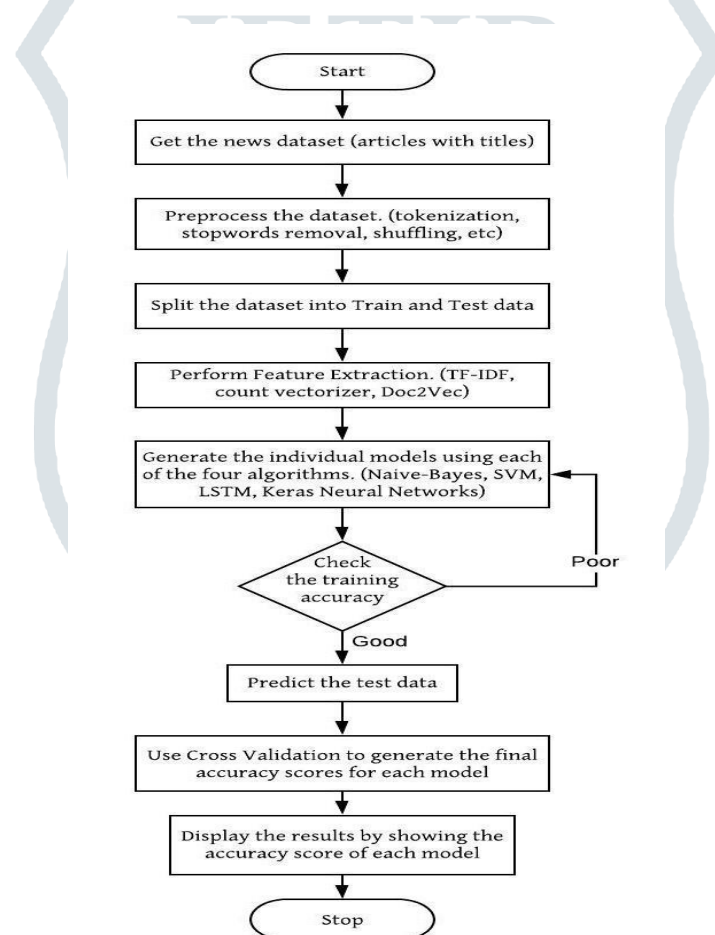 Start
Get the news dataset (articles with titles)
Preprocess the dataset. (tokenization,
stopwords removal, shuffling, etc)
Split the dataset into Train and Test data
Perform Feature Extraction. (TF-IDF,
count vectorizer, Doc2Vec)
Generate the individual models using each
of the four algorithms. (Naive-Bayes, SVM,
LSTM, Keras Neural Networks)
Check
the training
accuracy
Poor
Good
Predict the test data
Use Cross Validation to generate the final
accuracy scores for each model
Display the results by showing the
accuracy score of each model
Stop